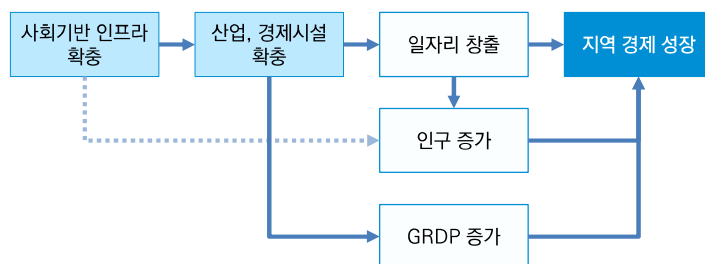 사회기반 인프라
확충
산업, 경제시설
확충
일자리 창출
지역 경제 성장
인구 증가
GRDP 증가